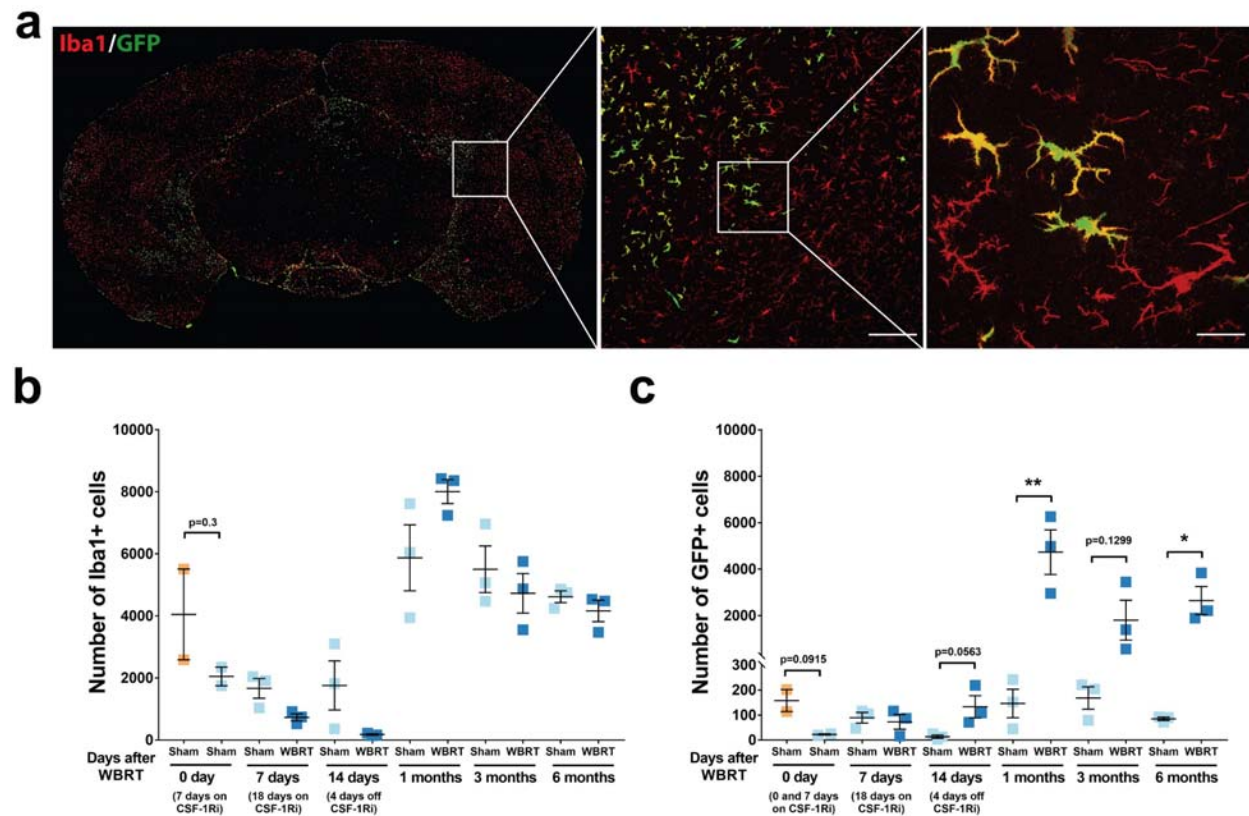 a
Iba1/GFP
b
10000
8000
6000
4000
2000
0
Number of Iba1+ cells
p=0.3
Sham Sham Sham WBRT Sham WBRT Sham WBRT Sham WBRT Sham WBRT
Days after
WBRT
0 day 7 days 14 days 1 months 3 months 6 months
(7 days on
CSF-1Ri)
(18 days on
CSF-1Ri)
(4 days off
CSF-1Ri)
c
10000
8000
6000
4000
2000
300
200
100
0
Number of GFP+ cells
p=0.0915
p=0.0563
**
p=0.1299
*
Sham Sham Sham WBRT Sham WBRT Sham WBRT Sham WBRT Sham WBRT
Days after
WBRT
0 day 7 days 14 days 1 months 3 months 6 months
(0 and 7 days
on CSF-1Ri)
(18 days on
CSF-1Ri)
(4 days off
CSF-1Ri)